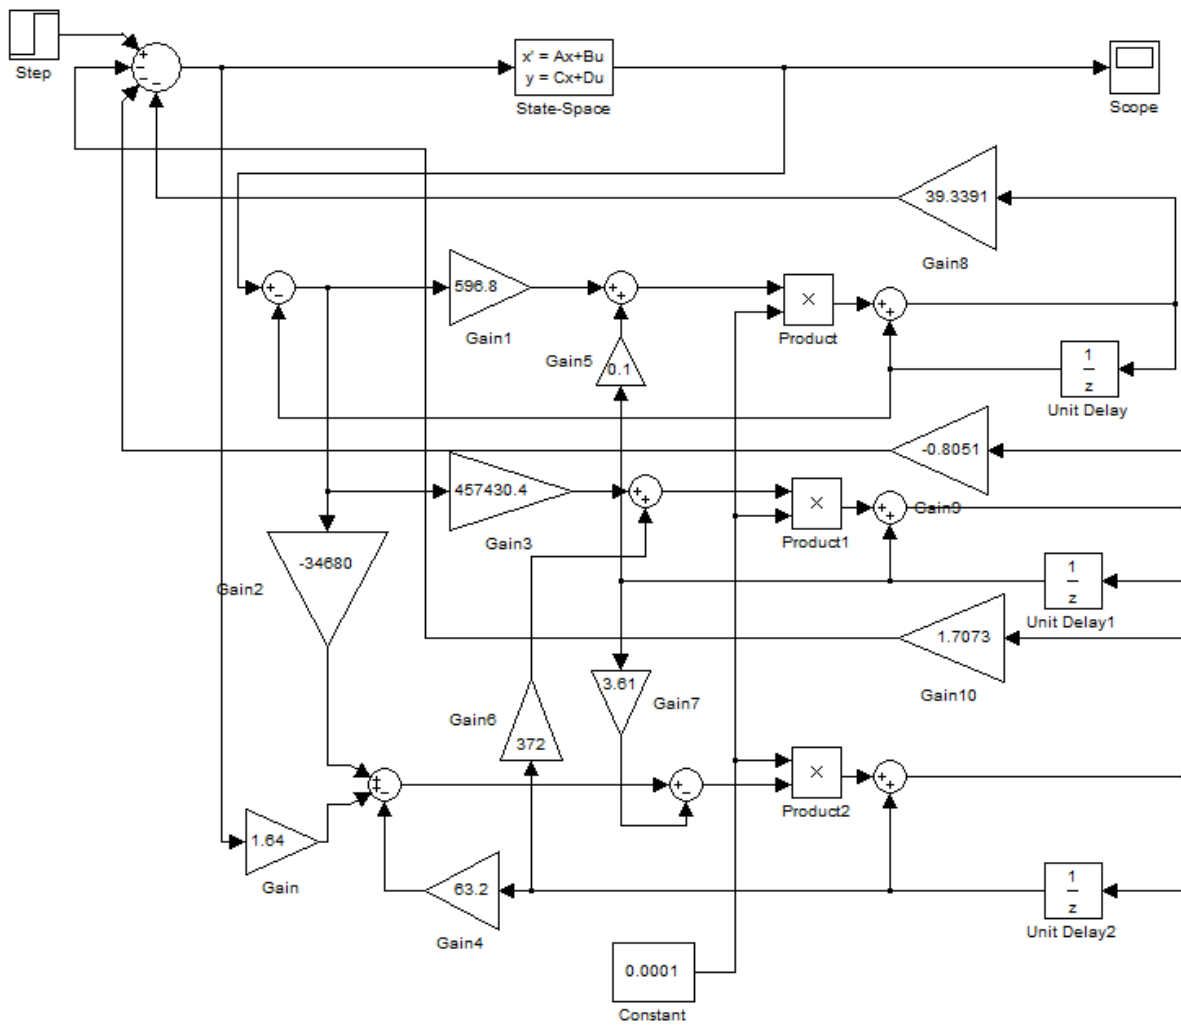 Step
+
−
−
−
x' = Ax+Bu
y = Cx+Du
State-Space
Scope
39.3391
Gain8
+
−
596.8
Gain1
+
+
×
Product
+
+
Gain5
0.1
1
z
Unit Delay
-0.8051
Gain9
457430.4
Gain3
+
+
×
Product1
+
+
-34680
Gain2
1
z
Unit Delay1
1.7073
Gain10
3.61
Gain7
Gain6
372
+
+
−
+
−
×
Product2
+
+
1.64
Gain
63.2
Gain4
1
z
Unit Delay2
0.0001
Constant